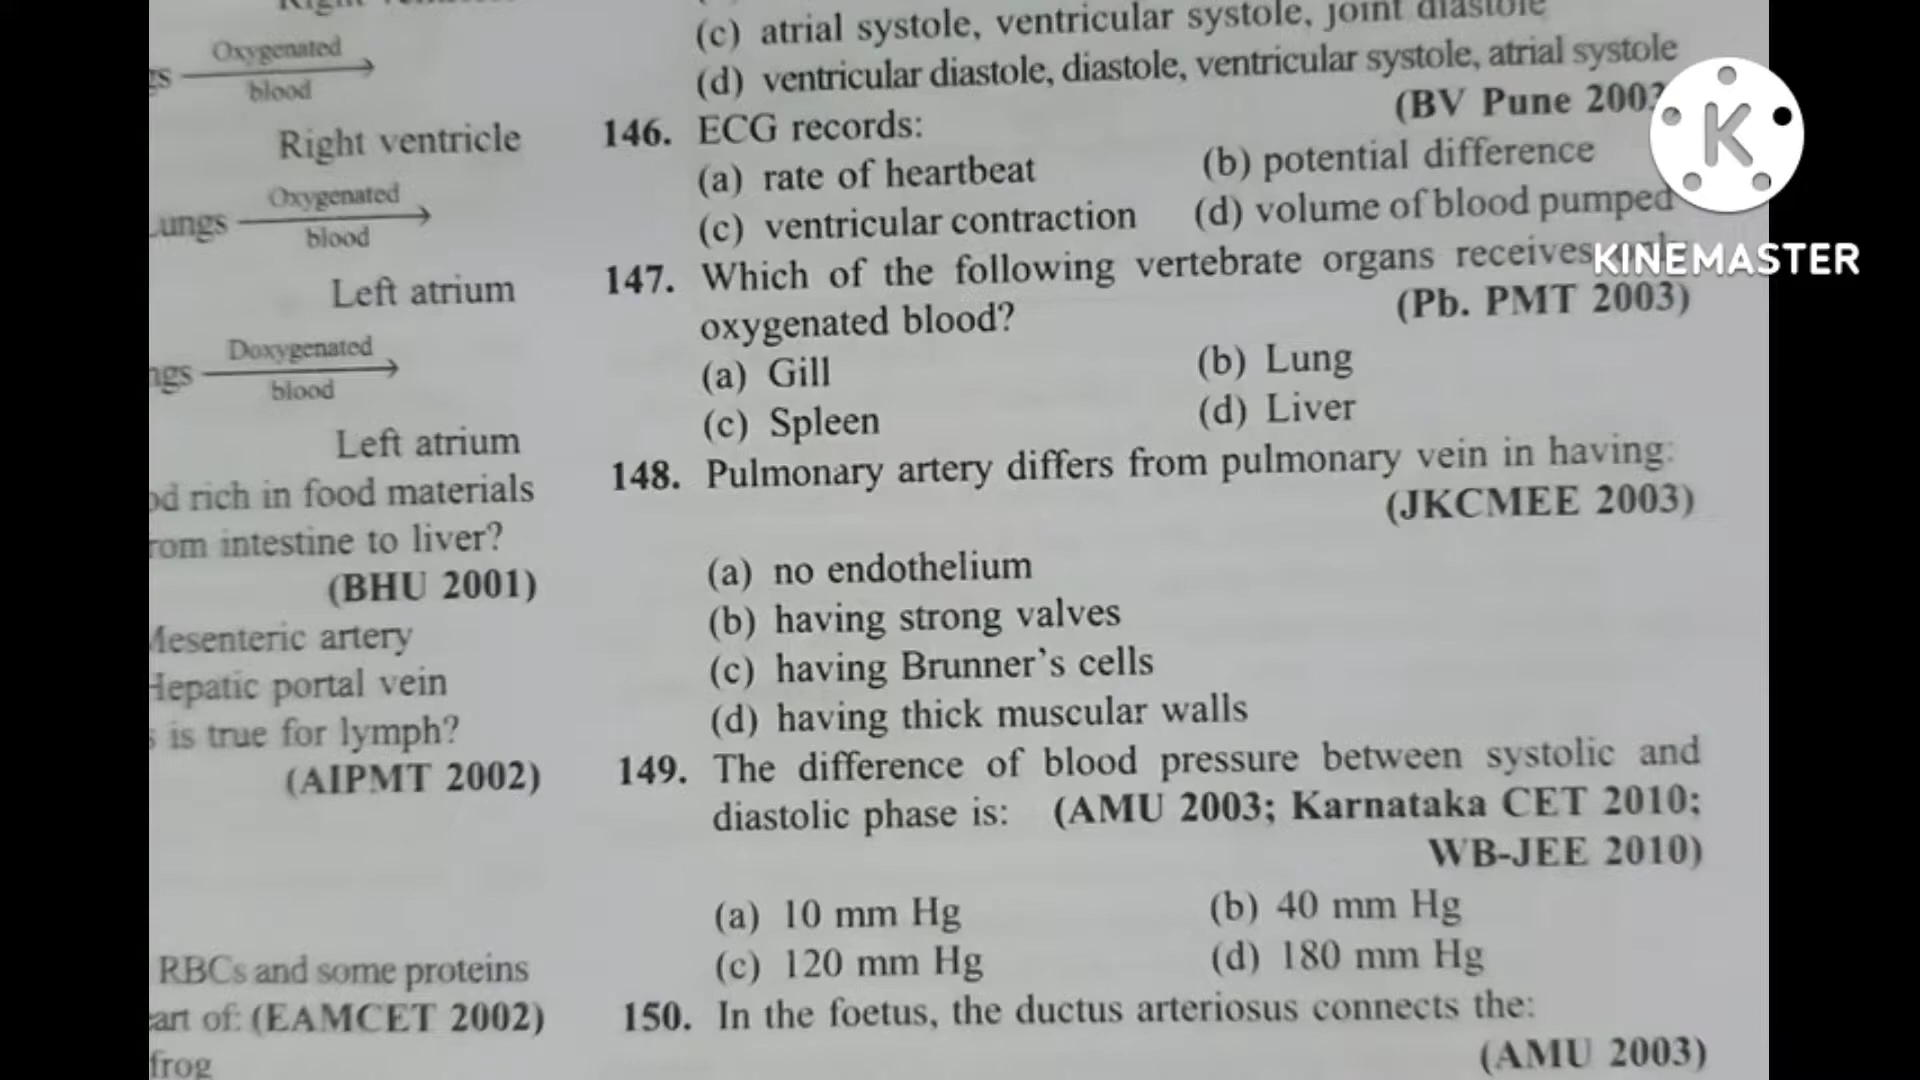 Oxygenated
blood
Right ventricle
Oxygenated
blood
Left atrium
Doxygenated
blood
Left atrium
rich in food materials
intestine to liver?
(BHU 2001)
artery
portal vein
is true for lymph?
(AIPMT 2002)
RBCs and some proteins
of: (EAMCET 2002)
frog
(c) atrial systole, ventricular systole, joint diastole
(d) ventricular diastole, diastole, ventricular systole, atrial systole
(BV Pune
146. ECG records:
(a) rate of heartbeat (b) potential difference
(c) ventricular contraction (d) volume of blood pumped
147. Which of the following vertebrate organs receives
oxygenated blood? (Pb. PMT 2003)
(a) Gill (b) Lung
(c) Spleen (d) Liver
148. Pulmonary artery differs from pulmonary vein in having:
(JKCMEE 2003)
(a) no endothelium
(b) having strong valves
(c) having Brunner's cells
(d) having thick muscular walls
149. The difference of blood pressure between systolic and
diastolic phase is: (AMU 2003; Karnataka CET 2010;
WB-JEE 2010)
(a) 10 mm Hg (b) 40 mm Hg
(c) 120 mm Hg (d) 180 mm Hg
150. In the foetus, the ductus arteriosus connects the:
(AMU 2003)
K
KINEMASTER